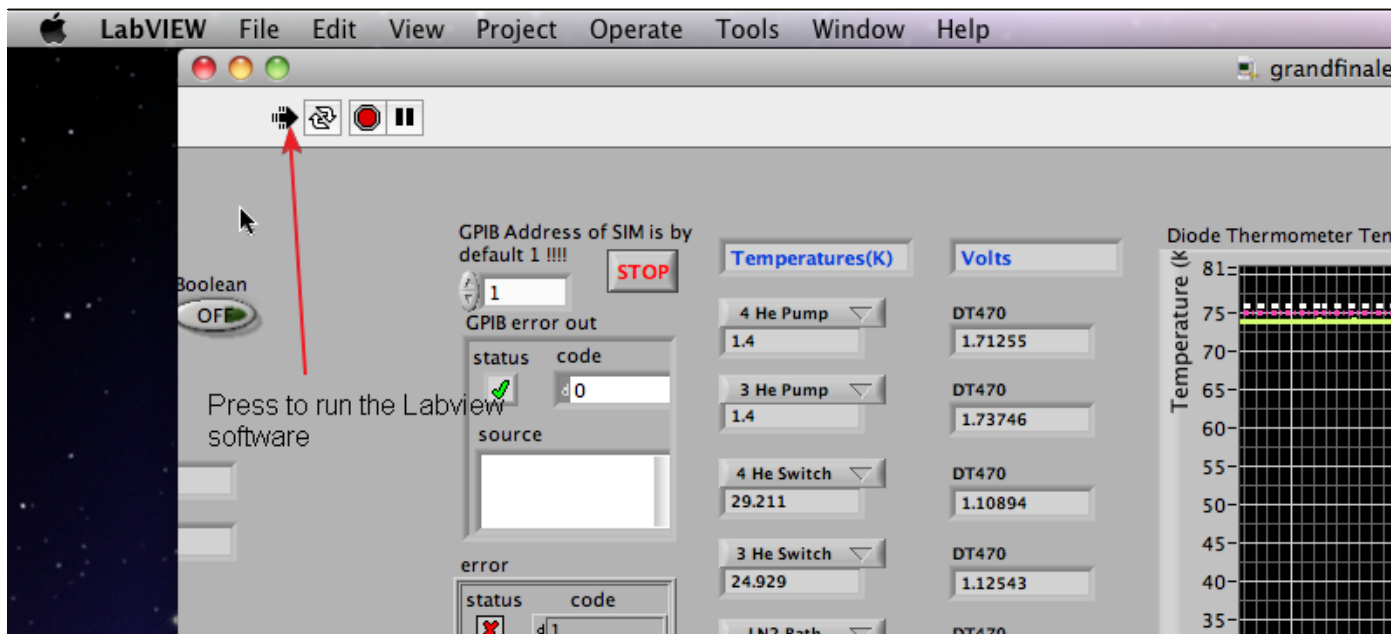 LabVIEW File Edit View Project Operate Tools Window Help
grandfinale
GPIB Address of SIM is by
default 1 !!!!
STOP
1
Boolean
OFF
GPIB error out
status code
0
source
Press to run the Labview
software
error
status code
1
Temperatures(K) Volts
4 He Pump DT470
1.4 1.71255
3 He Pump DT470
1.4 1.73746
4 He Switch DT470
29.211 1.10894
3 He Switch DT470
24.929 1.12543
LN2 Bath DT470
Diode Thermometer Tem
Temperature (K
81
75
70
65
60
55
50
45
40
35